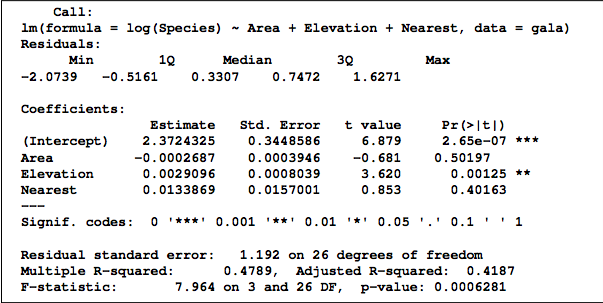 Call:
lm(formula = log(Species) ~ Area + Elevation + Nearest, data = gala)
Residuals:
Min 1Q Median 3Q Max
-2.0739 -0.5161 0.3307 0.7472 1.6271
Coefficients:
Estimate Std. Error t value Pr(>|t|)
(Intercept) 2.3724325 0.3448586 6.879 2.65e-07 ***
Area -0.0002687 0.0003946 -0.681 0.50197
Elevation 0.0029096 0.0008039 3.620 0.00125 **
Nearest 0.0133869 0.0157001 0.853 0.40163
---
Signif. codes: 0 '***' 0.001 '**' 0.01 '*' 0.05 '.' 0.1 ' ' 1
Residual standard error: 1.192 on 26 degrees of freedom
Multiple R-squared: 0.4789, Adjusted R-squared: 0.4187
F-statistic: 7.964 on 3 and 26 DF, p-value: 0.0006281